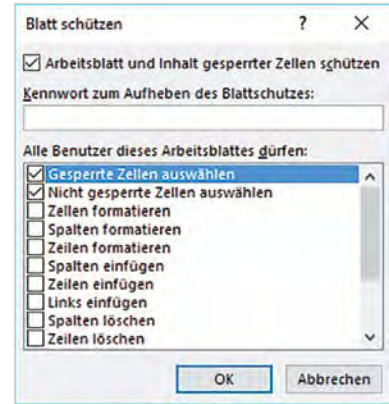 Blatt schützen ? ×
Arbeitsblatt und Inhalt gesperrter Zellen schützen
Kennwort zum Aufheben des Blattschutzes:
Alle Benutzer dieses Arbeitsblattes dürfen:
Gesperrte Zellen auswählen
Nicht gesperrte Zellen auswählen
Zellen formatieren
Spalten formatieren
Zeilen formatieren
Spalten einfügen
Zeilen einfügen
Links einfügen
Spalten löschen
Zeilen löschen
OK Abbrechen